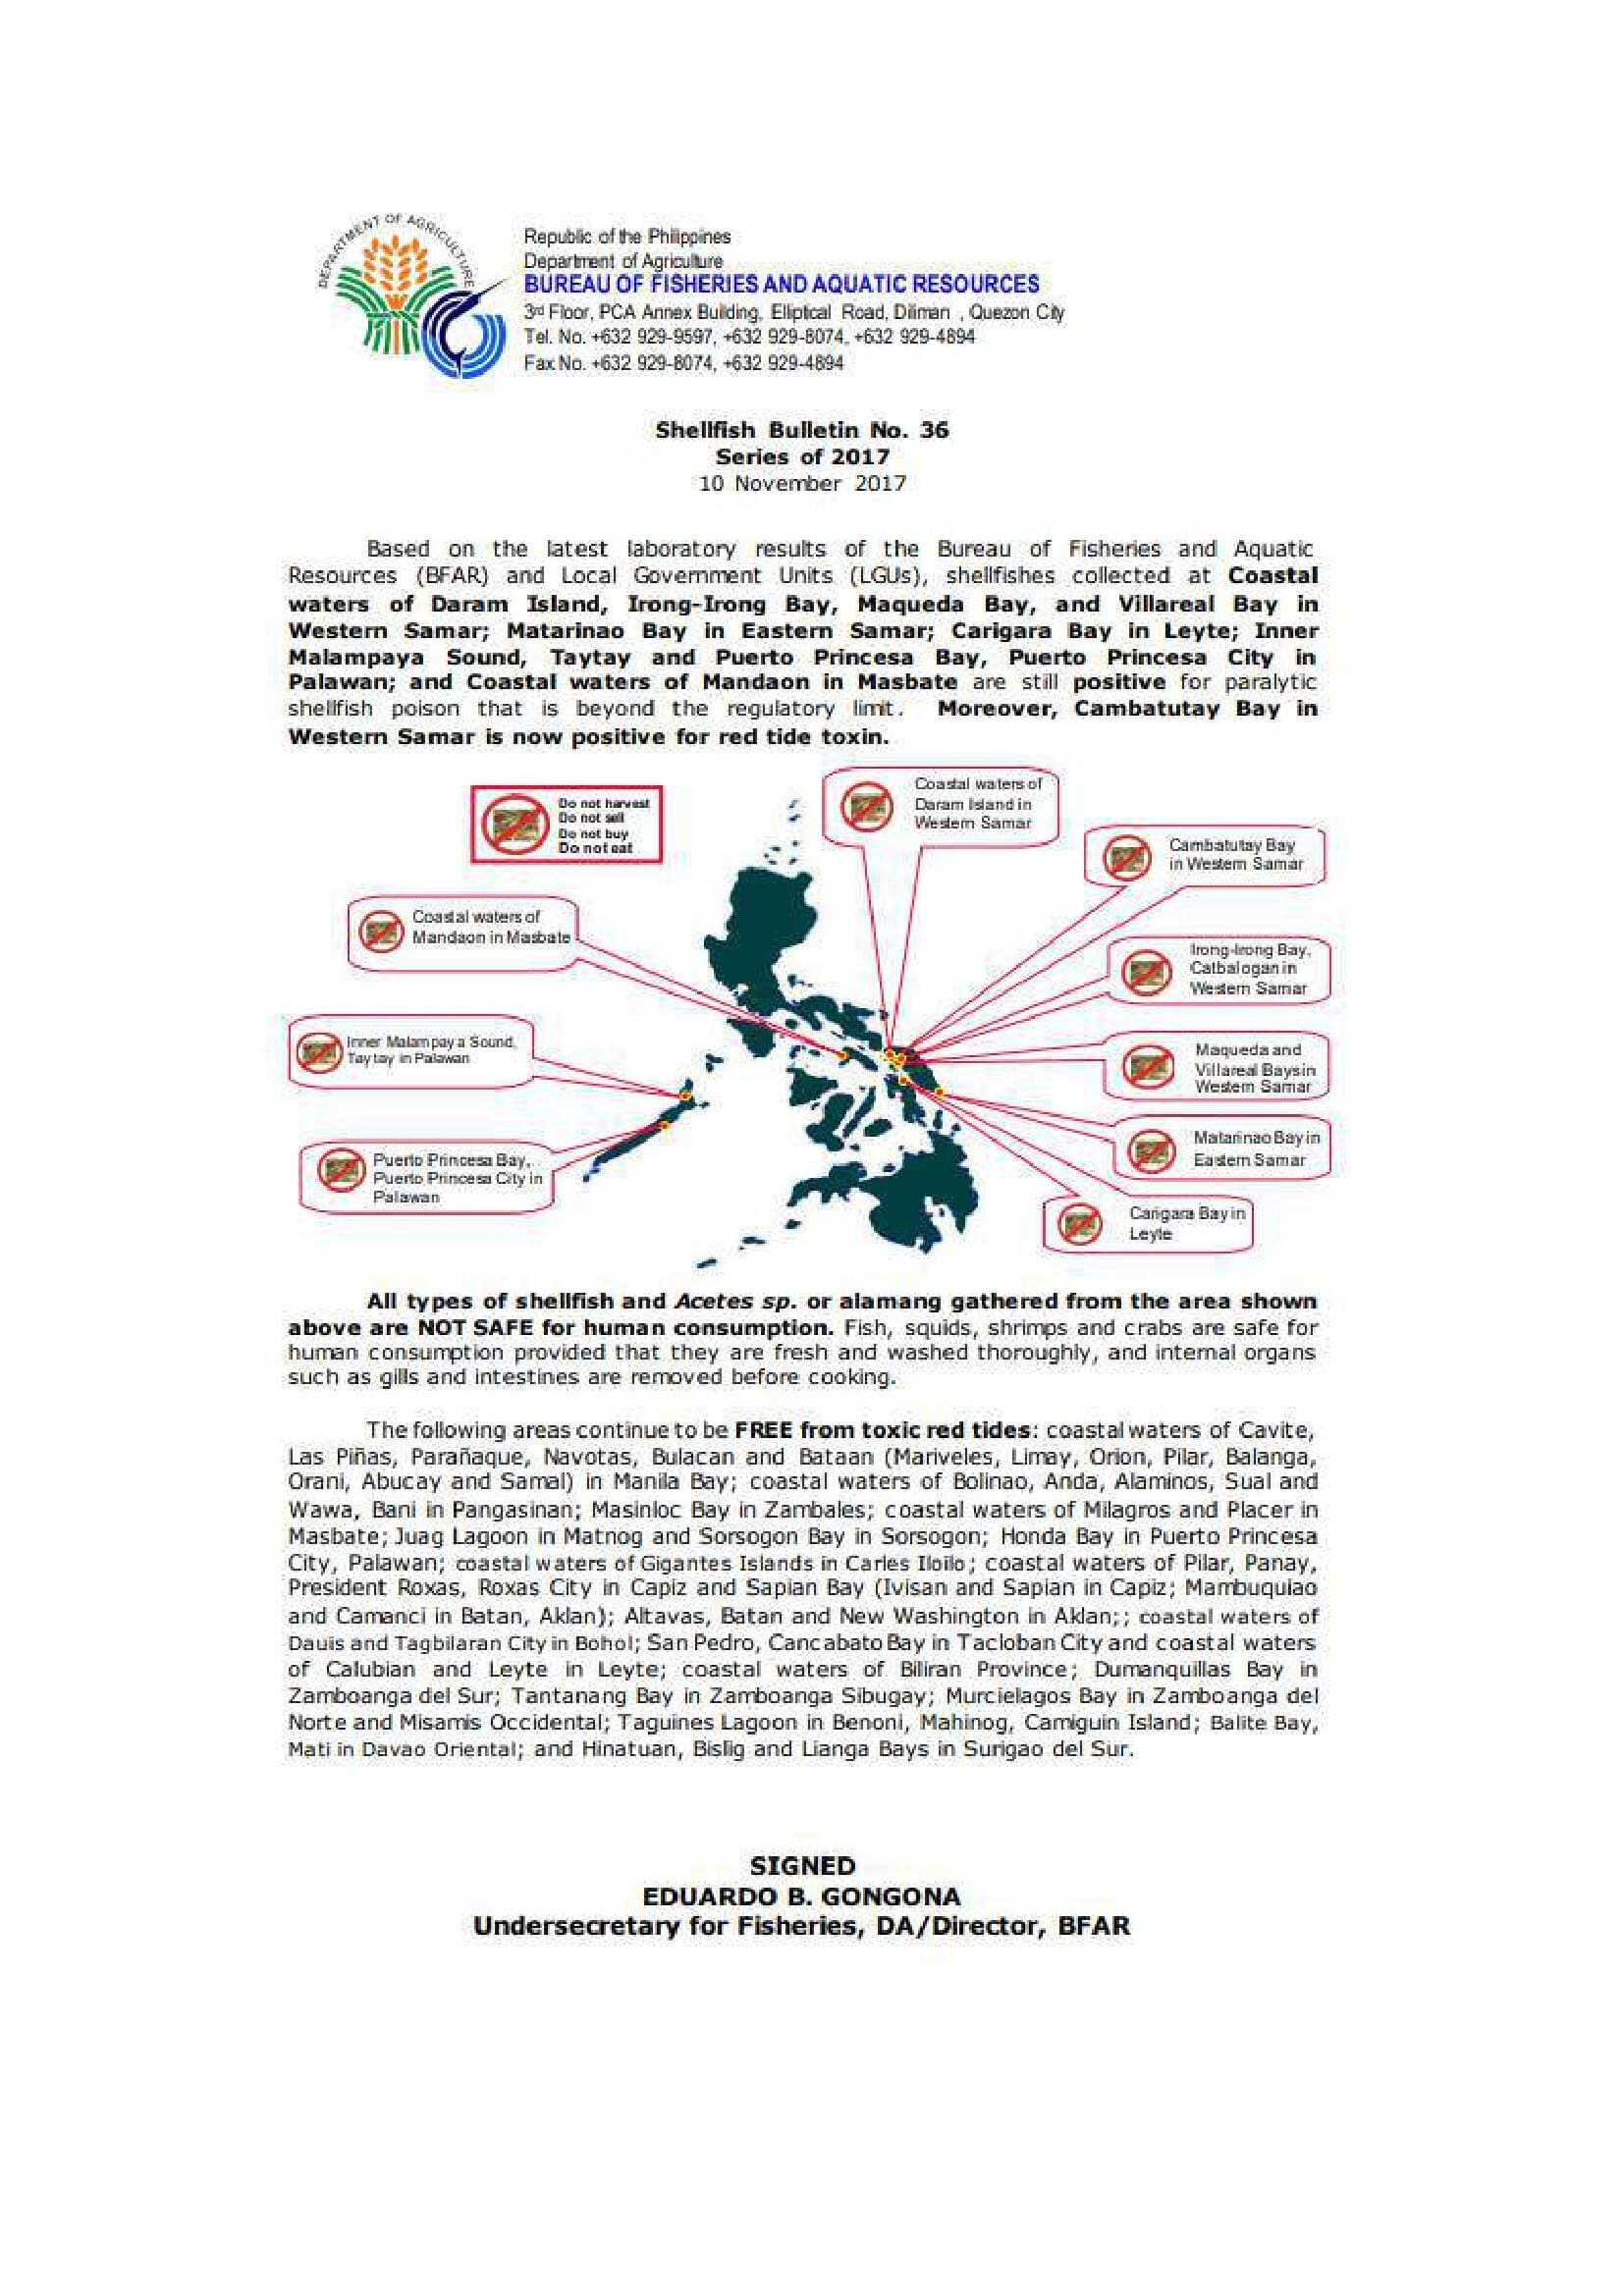 DEPARTMENT OF AGRICULTURE
Republic of the Philippines
Department of Agriculture
BUREAU OF FISHERIES AND AQUATIC RESOURCES
3rd Floor, PCA Annex Building, Elliptical Road, Diliman , Quezon City
Tel. No. +632 929-9597, +632 929-8074, +632 929-4894
Fax No. +632 929-8074, +632 929-4894
Shellfish Bulletin No. 36
Series of 2017
10 November 2017
Based on the latest laboratory results of the Bureau of Fisheries and Aquatic
Resources (BFAR) and Local Government Units (LGUs), shellfishes collected at Coastal
waters of Daram Island, Irong-Irong Bay, Maqueda Bay, and Villareal Bay in
Western Samar; Matarinao Bay in Eastern Samar; Carigara Bay in Leyte; Inner
Malampaya Sound, Taytay and Puerto Princesa Bay, Puerto Princesa City in
Palawan; and Coastal waters of Mandaon in Masbate are still positive for paralytic
shellfish poison that is beyond the regulatory limit. Moreover, Cambatutay Bay in
Western Samar is now positive for red tide toxin.
Do not harvest
Do not sell
Do not buy
Do not eat
Coastal waters of
Daram Island in
Western Samar
Cambatutay Bay
in Western Samar
Coastal waters of
Mandaon in Masbate
Irong-Irong Bay,
Catbalogan in
Western Samar
Inner Malampaya Sound,
Taytay in Palawan
Maqueda and
Villareal Bays in
Western Samar
Puerto Princesa Bay,
Puerto Princesa City in
Palawan
Matarinao Bay in
Eastern Samar
Carigara Bay in
Leyte
All types of shellfish and Acetes sp. or alamang gathered from the area shown
above are NOT SAFE for human consumption. Fish, squids, shrimps and crabs are safe for
human consumption provided that they are fresh and washed thoroughly, and internal organs
such as gills and intestines are removed before cooking.
The following areas continue to be FREE from toxic red tides: coastal waters of Cavite,
Las Piñas, Parañaque, Navotas, Bulacan and Bataan (Mariveles, Limay, Orion, Pilar, Balanga,
Orani, Abucay and Samal) in Manila Bay; coastal waters of Bolinao, Anda, Alaminos, Sual and
Wawa, Bani in Pangasinan; Masinloc Bay in Zambales; coastal waters of Milagros and Placer in
Masbate; Juag Lagoon in Matnog and Sorsogon Bay in Sorsogon; Honda Bay in Puerto Princesa
City, Palawan; coastal waters of Gigantes Islands in Carles Iloilo; coastal waters of Pilar, Panay,
President Roxas, Roxas City in Capiz and Sapian Bay (Ivisan and Sapian in Capiz; Mambuquiao
and Camanci in Batan, Aklan); Altavas, Batan and New Washington in Aklan;; coastal waters of
Dauis and Tagbilaran City in Bohol; San Pedro, Cancabato Bay in Tacloban City and coastal waters
of Calubian and Leyte in Leyte; coastal waters of Biliran Province; Dumanquillas Bay in
Zamboanga del Sur; Tantanang Bay in Zamboanga Sibugay; Murcielagos Bay in Zamboanga del
Norte and Misamis Occidental; Taguines Lagoon in Benoni, Mahinog, Camiguin Island; Balite Bay,
Mati in Davao Oriental; and Hinatuan, Bislig and Lianga Bays in Surigao del Sur.
SIGNED
EDUARDO B. GONGONA
Undersecretary for Fisheries, DA/Director, BFAR